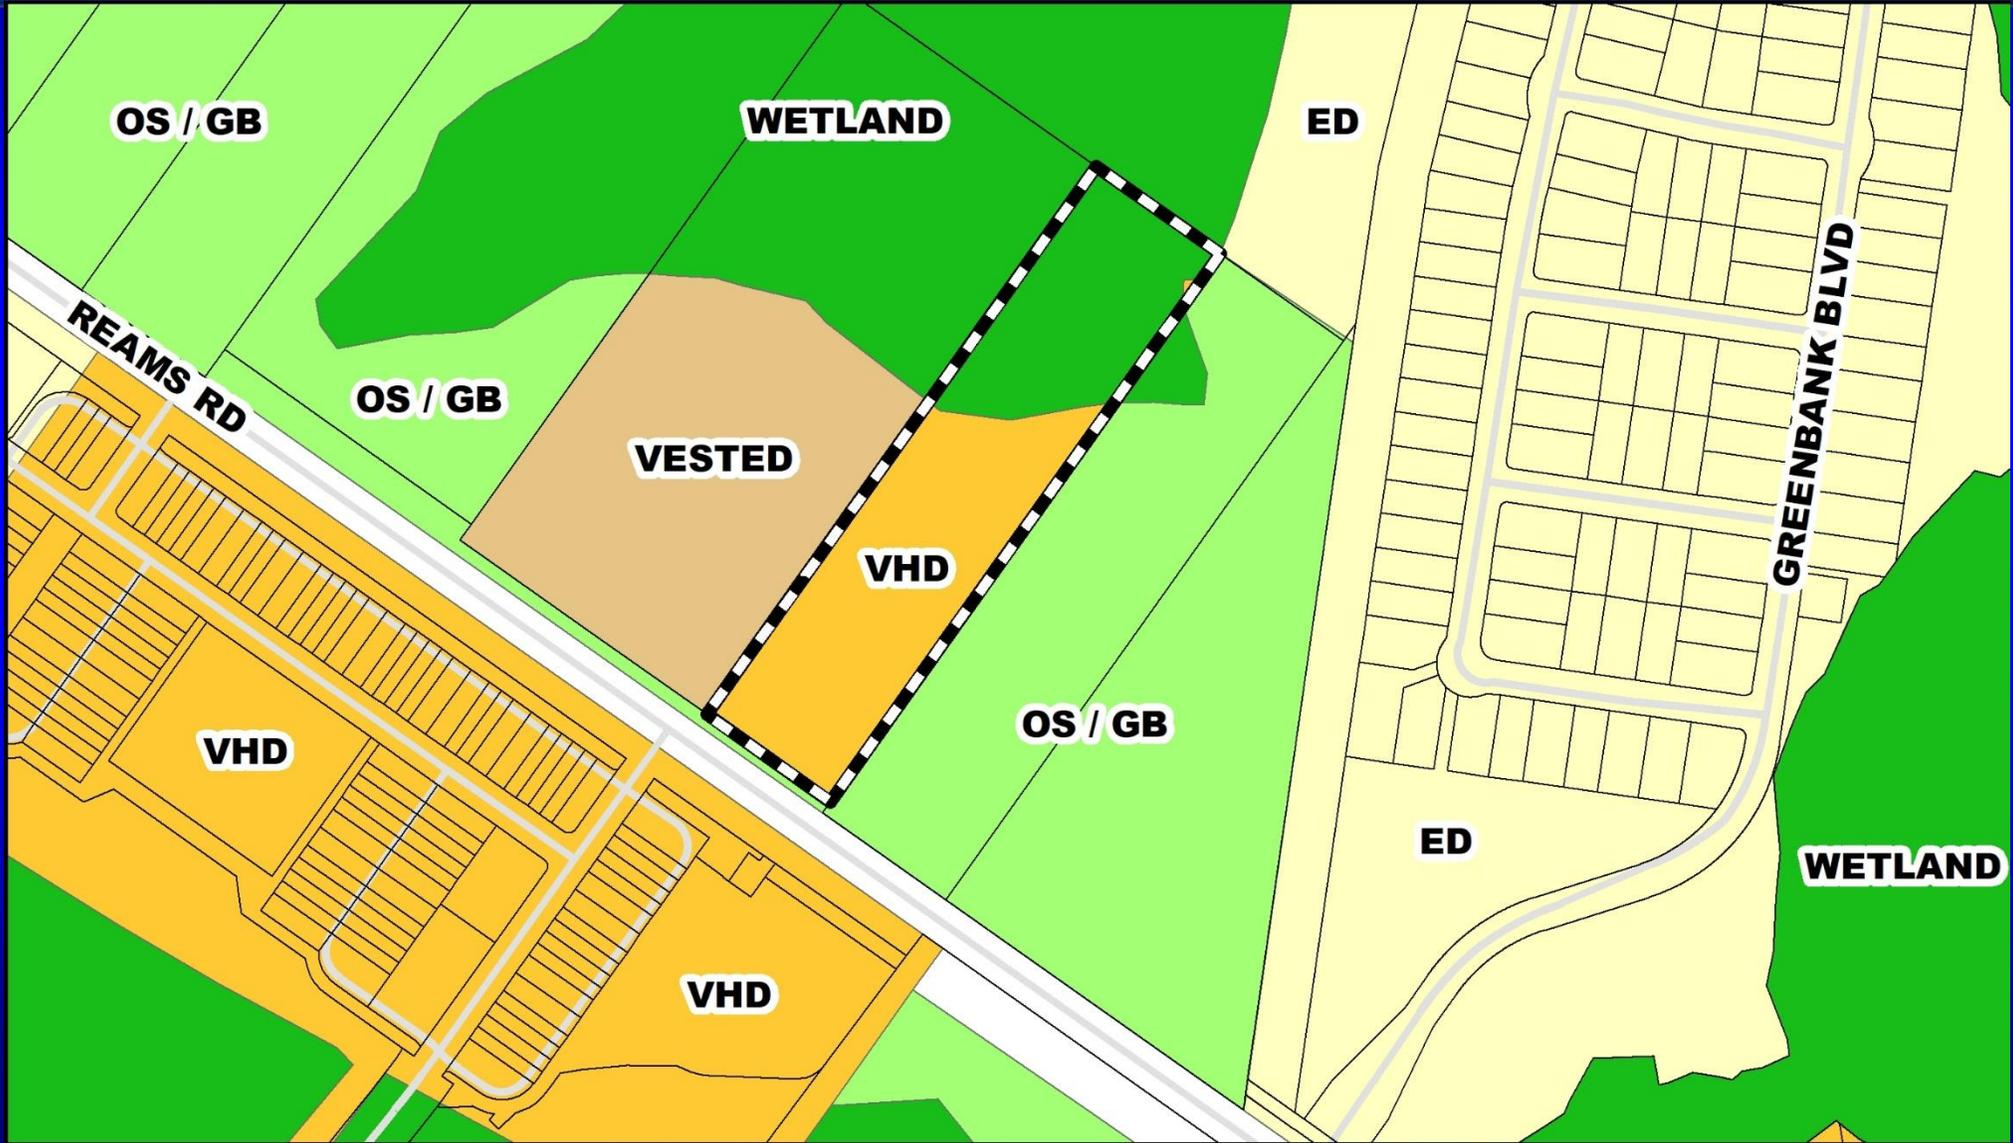 OS / GB
WETLAND
ED
REAMS RD
OS / GB
VESTED
GREENBANK BLVD
VHD
VHD
OS / GB
ED
WETLAND
VHD